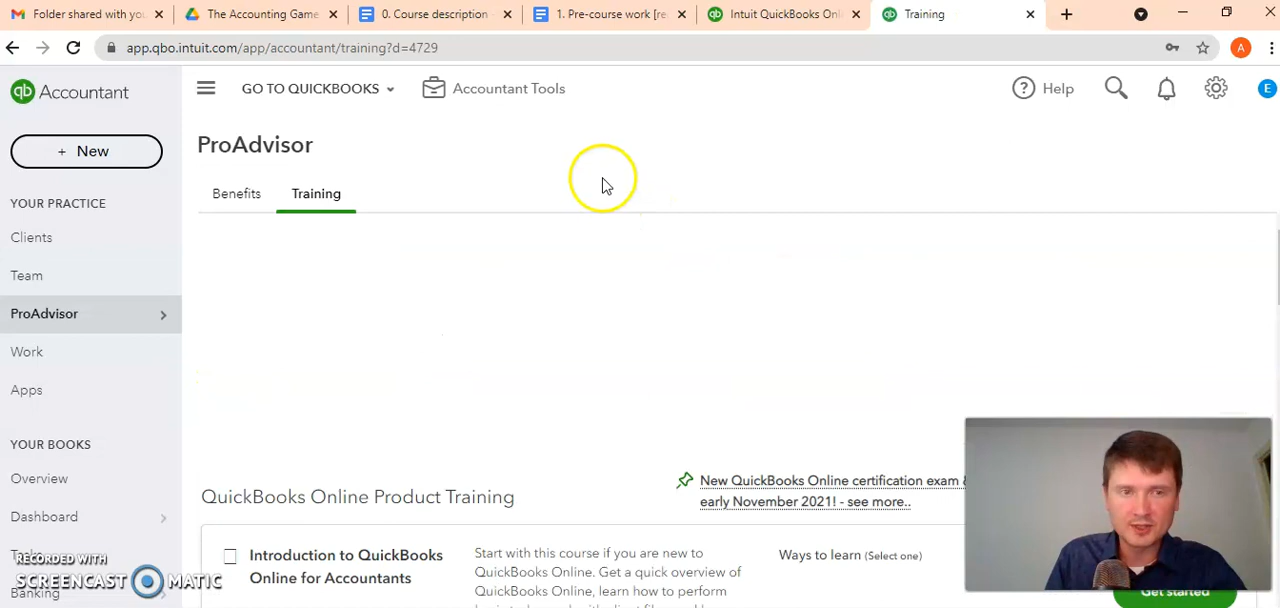 Folder shared with you
The Accounting Game
0. Course description -
1. Pre-course work [re
Intuit QuickBooks Onl
Training
app.qbo.intuit.com/app/accountant/training?d=4729
A
qb Accountant
GO TO QUICKBOOKS
Accountant Tools
? Help
E
+ New
ProAdvisor
Benefits
Training
YOUR PRACTICE
Clients
Team
ProAdvisor
Work
Apps
YOUR BOOKS
Overview
Dashboard
Banking
QuickBooks Online Product Training
New QuickBooks Online certification exam &
early November 2021! - see more..
Introduction to QuickBooks
Online for Accountants
Start with this course if you are new to
QuickBooks Online. Get a quick overview of
QuickBooks Online, learn how to perform
Ways to learn (Select one)
Get started
RECORDED WITH
SCREENCAST MATIC